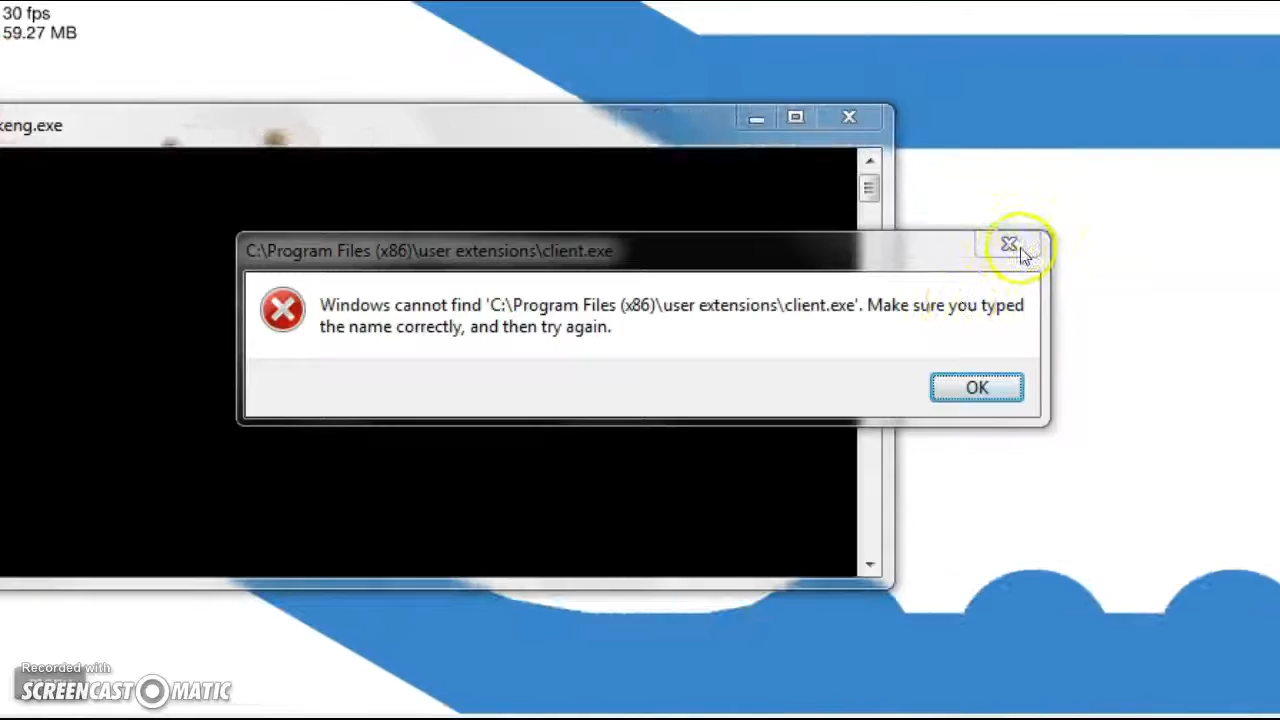 30 fps
59.27 MB
keng.exe
C:\Program Files (x86)\user extensions\client.exe
Windows cannot find 'C:\Program Files (x86)\user extensions\client.exe'. Make sure you typed
the name correctly, and then try again.
OK
Recorded with
SCREENCAST MATIC